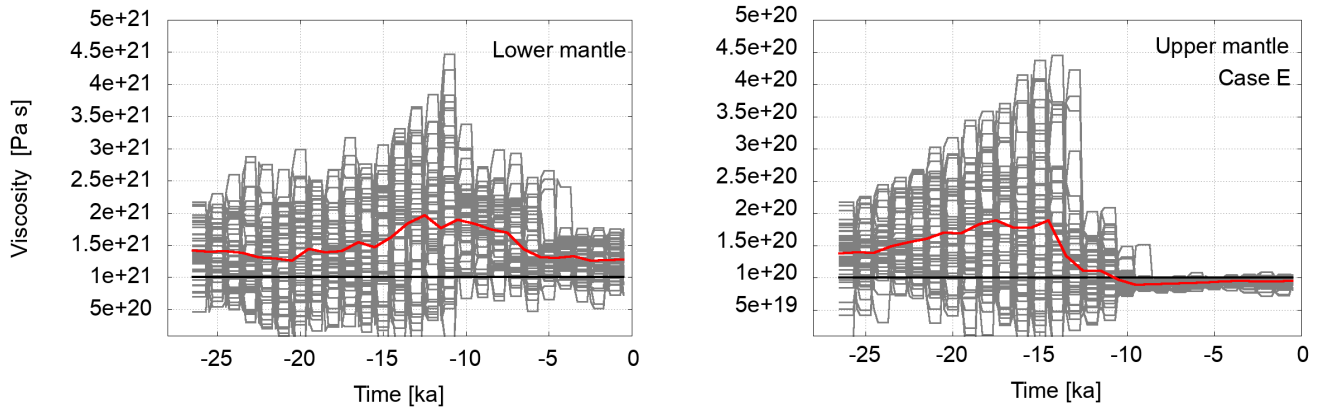 Viscosity [Pa s]
5e+21
4.5e+21
4e+21
3.5e+21
3e+21
2.5e+21
2e+21
1.5e+21
1e+21
5e+20
Lower mantle
-25
-20
-15
-10
-5
0
Time [ka]
5e+20
4.5e+20
4e+20
3.5e+20
3e+20
2.5e+20
2e+20
1.5e+20
1e+20
5e+19
Upper mantle
Case E
-25
-20
-15
-10
-5
0
Time [ka]